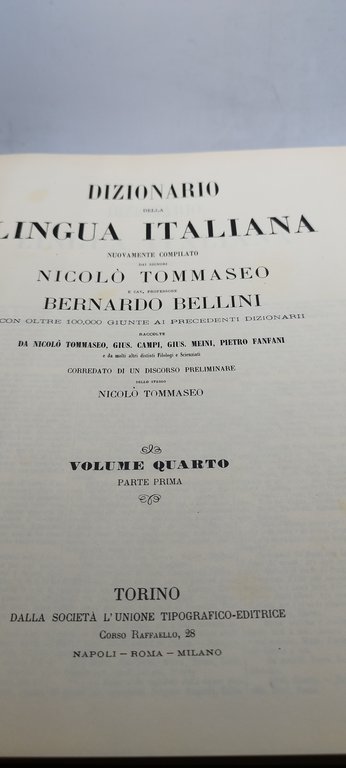 DIZIONARIO
DELLA
LINGUA ITALIANA
NUOVAMENTE COMPILATO
DAI SIGNORI
NICOLÒ TOMMASEO
E CAV. PROFESSORE
BERNARDO BELLINI
CON OLTRE 100,000 GIUNTE AI PRECEDENTI DIZIONARII
RACCOLTE
DA NICOLÒ TOMMASEO, GIUS. CAMPI, GIUS. MEINI, PIETRO FANFANI
e da molti altri distinti Filologi e Scienziati
CORREDATO DI UN DISCORSO PRELIMINARE
DELLO STESSO
NICOLÒ TOMMASEO
VOLUME QUARTO
PARTE PRIMA
TORINO
DALLA SOCIETÀ L'UNIONE TIPOGRAFICO-EDITRICE
CORSO RAFFAELLO, 28
NAPOLI — ROMA — MILANO